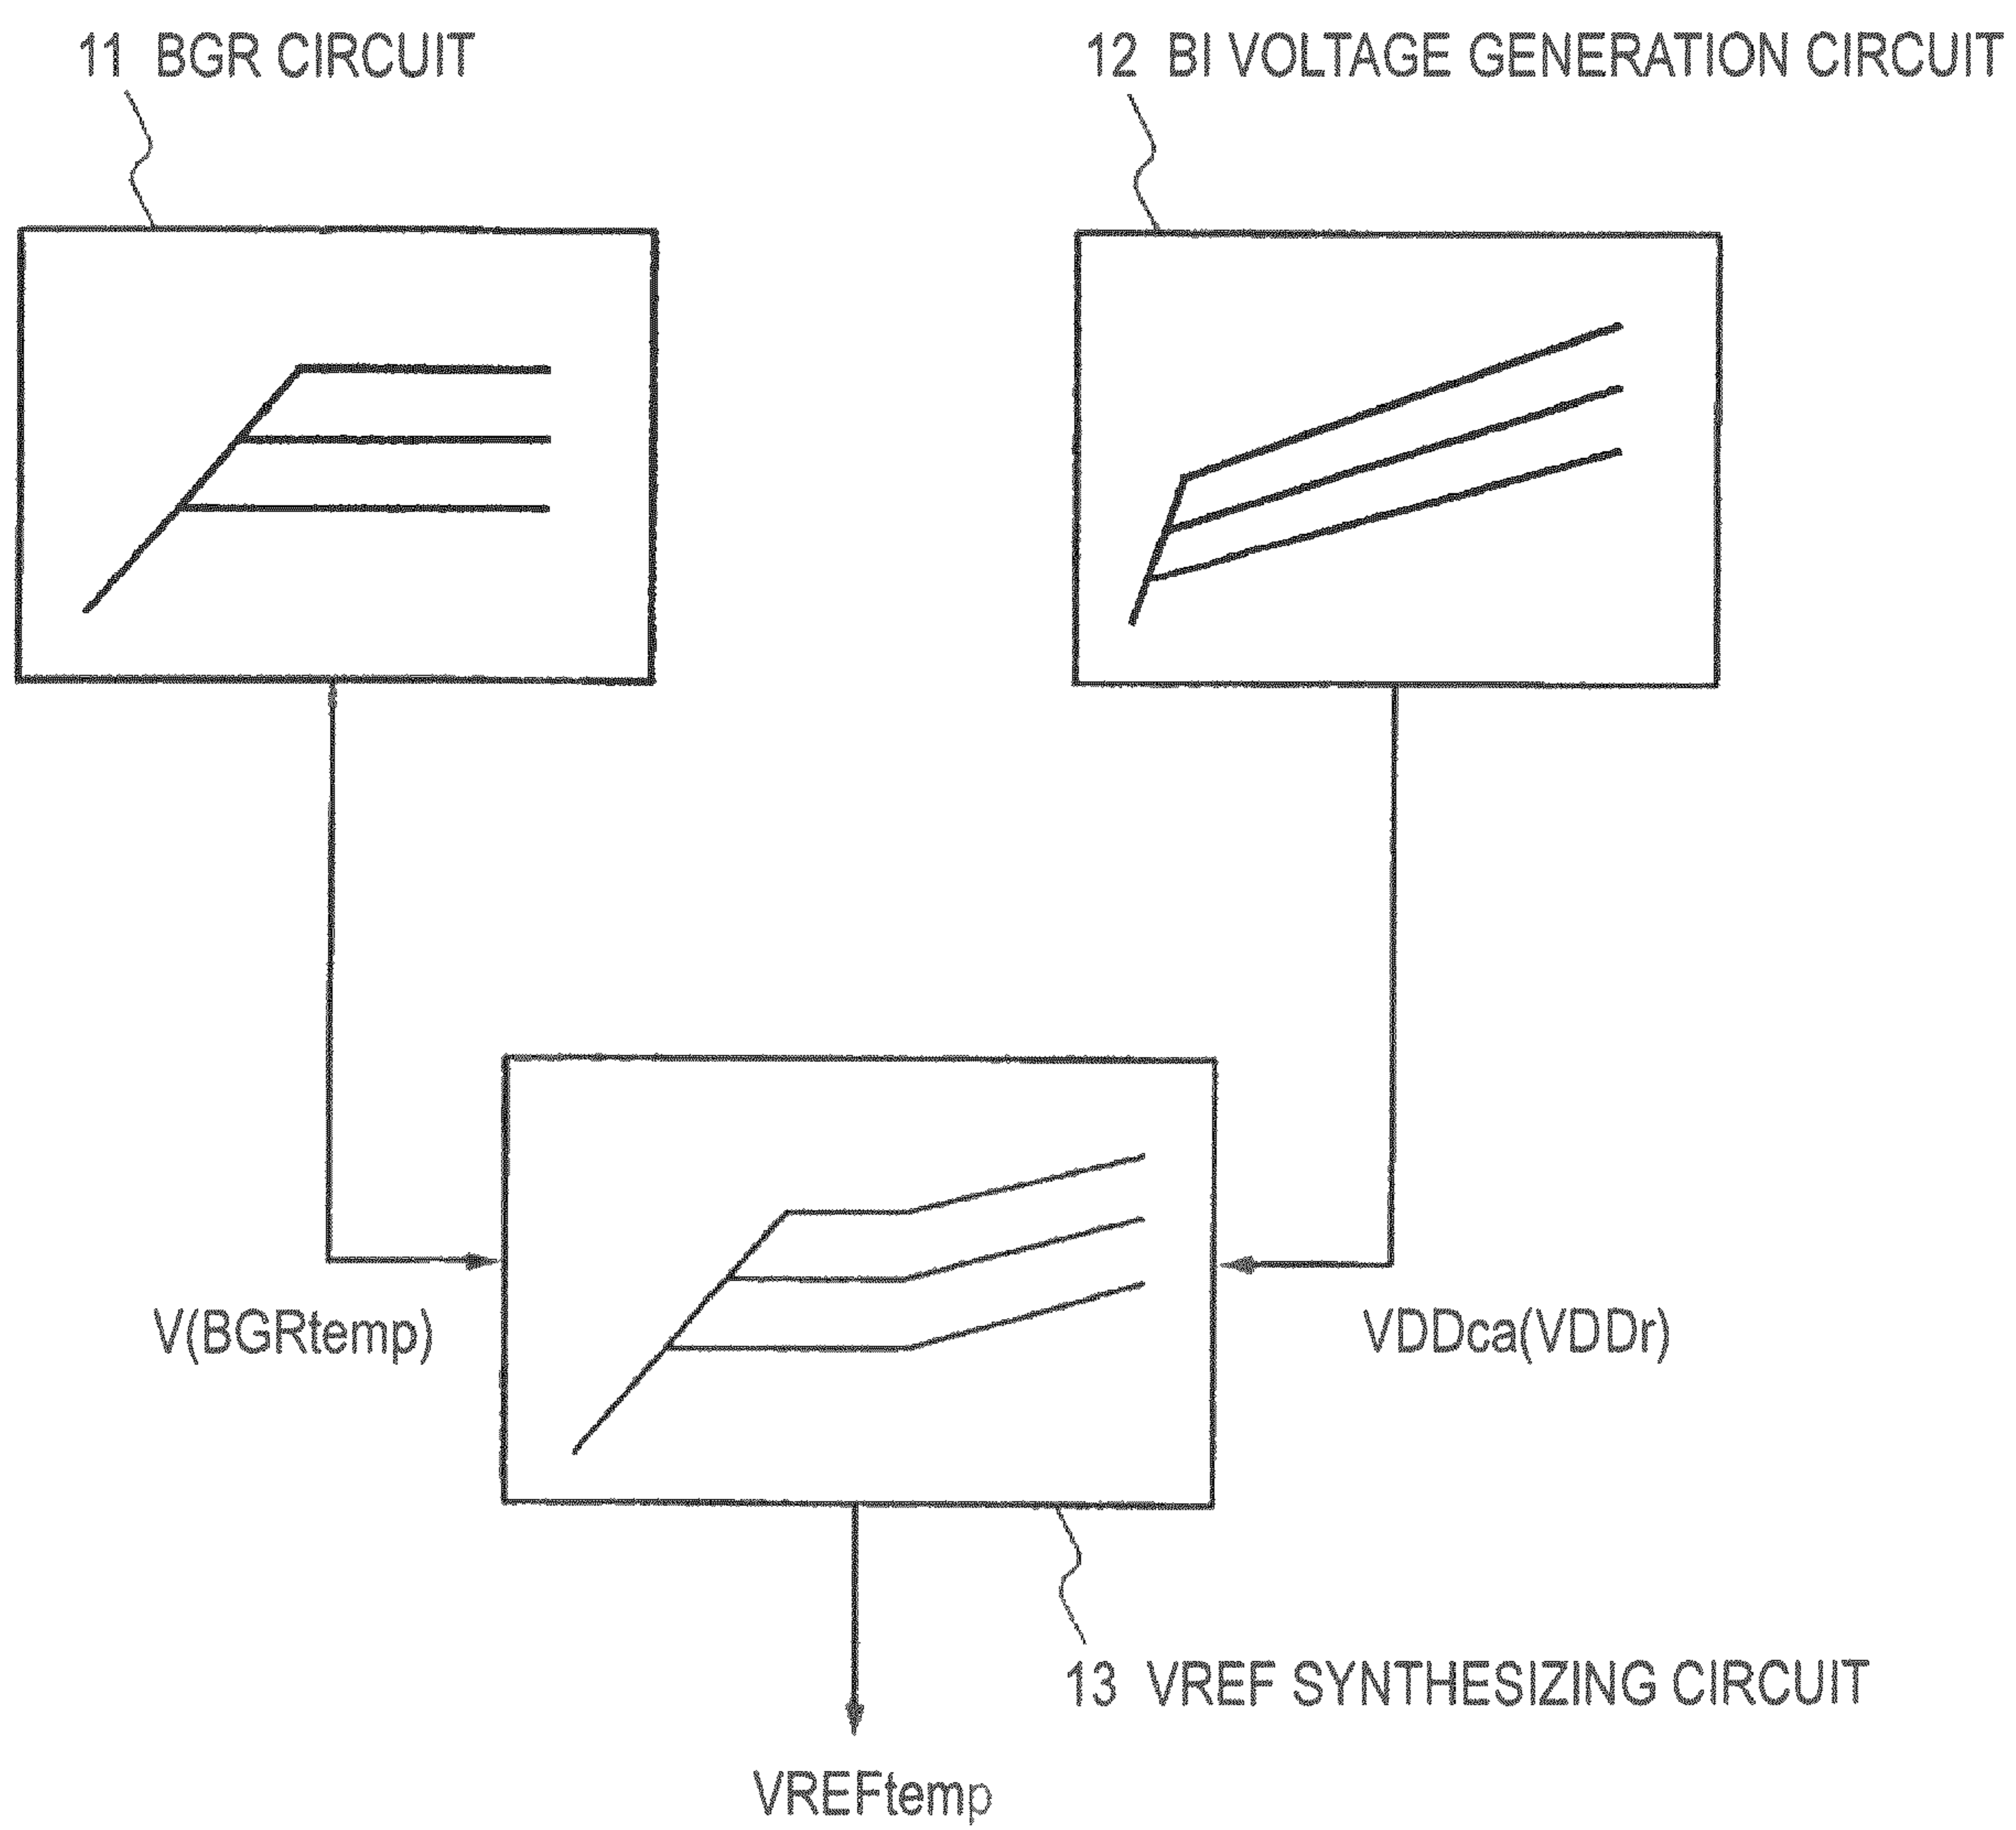 11 BGR CIRCUIT
12 BI VOLTAGE GENERATION CIRCUIT
V(BGRtemp)
VDDca(VDDr)
13 VREF SYNTHESIZING CIRCUIT
VREFtemp